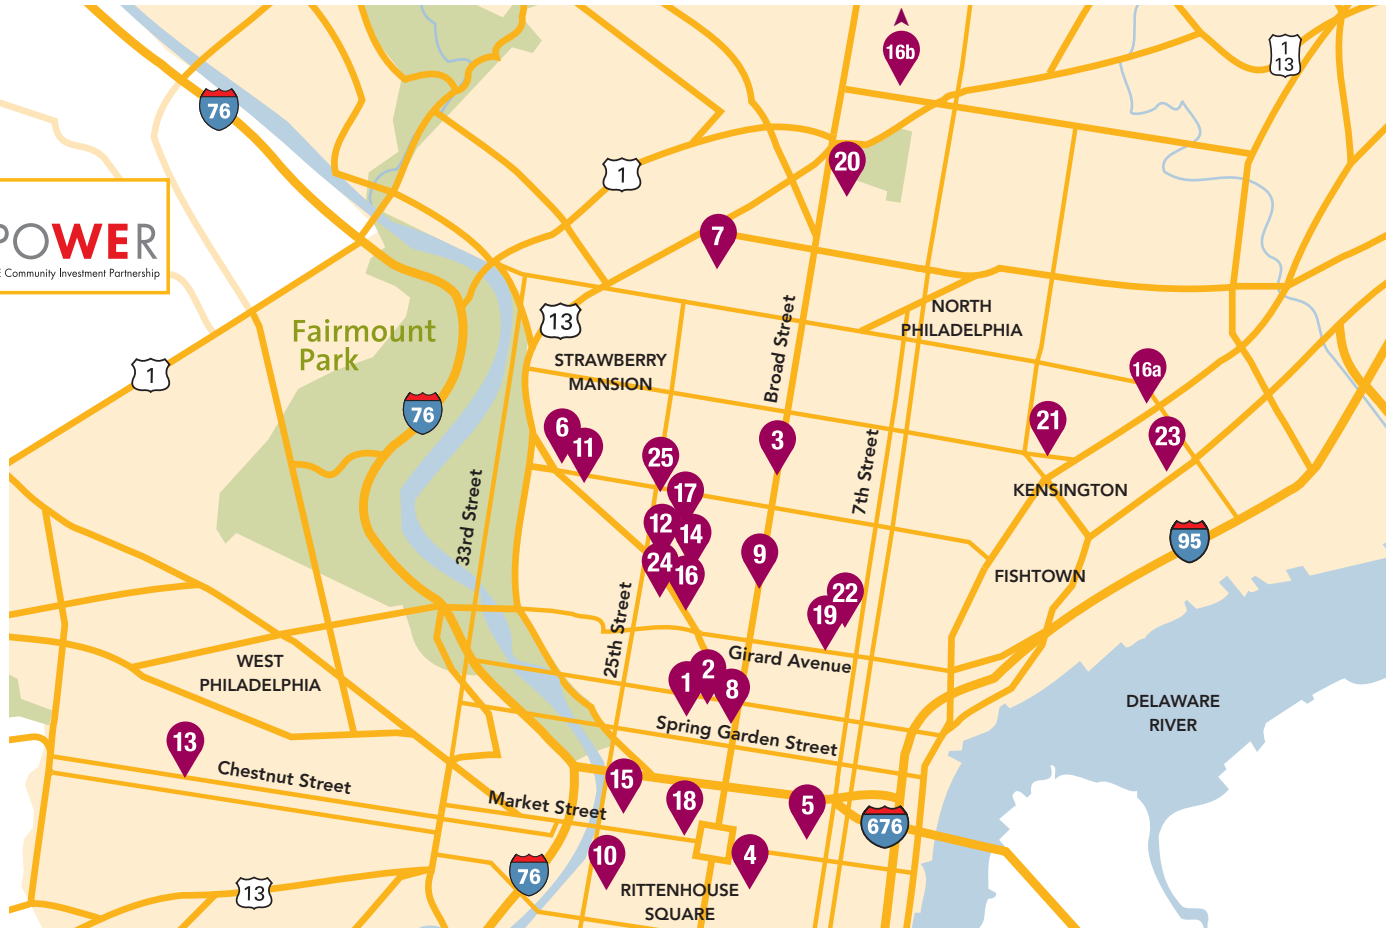 16b
1
13
76
20
1
POWER
E Community Investment Partnership
7
Fairmount
Park
13
NORTH
PHILADELPHIA
Broad Street
STRAWBERRY
MANSION
1
76
16a
6
11
3
21
23
25
17
KENSINGTON
7th Street
33rd Street
12
14
95
9
24
16
FISHTOWN
22
19
25th Street
Girard Avenue
WEST
PHILADELPHIA
1
2
8
DELAWARE
RIVER
Spring Garden Street
13
Chestnut Street
15
Market Street
18
5
676
10
4
76
RITTENHOUSE
SQUARE
13